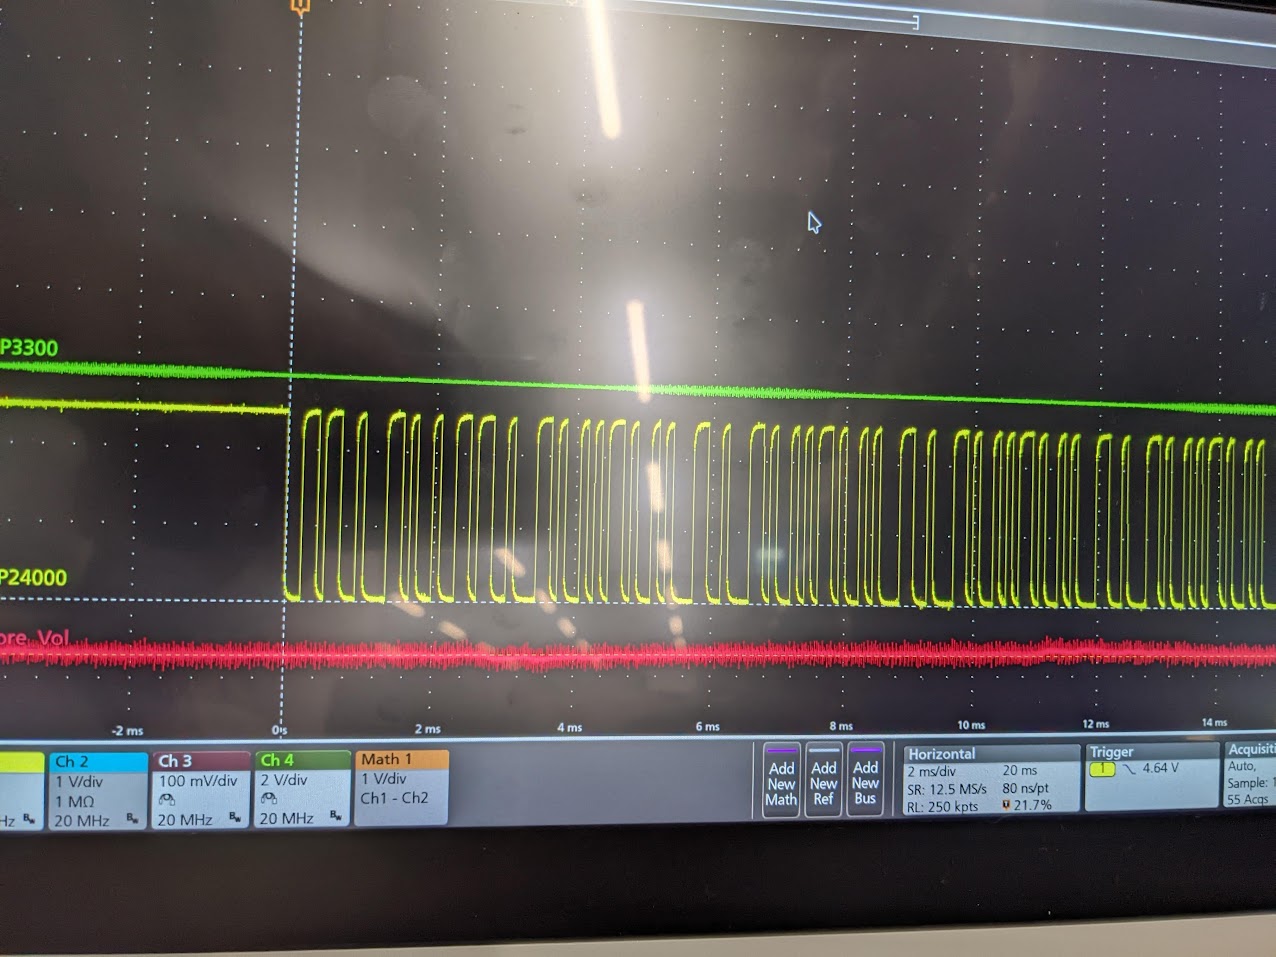 T
P3300
P24000
ore_Vol
-2 ms
0 s
2 ms
4 ms
6 ms
8 ms
10 ms
12 ms
14 ms
Hz Bw
Ch 2
1 V/div
1 MΩ
20 MHz Bw
Ch 3
100 mV/div
20 MHz Bw
Ch 4
2 V/div
20 MHz Bw
Math 1
1 V/div
Ch1 - Ch2
Add
New
Math
Add
New
Ref
Add
New
Bus
Horizontal
2 ms/div 20 ms
SR: 12.5 MS/s 80 ns/pt
RL: 250 kpts 21.7%
Trigger
1 4.64 V
Acquisiti
Auto,
Sample:
55 Acqs